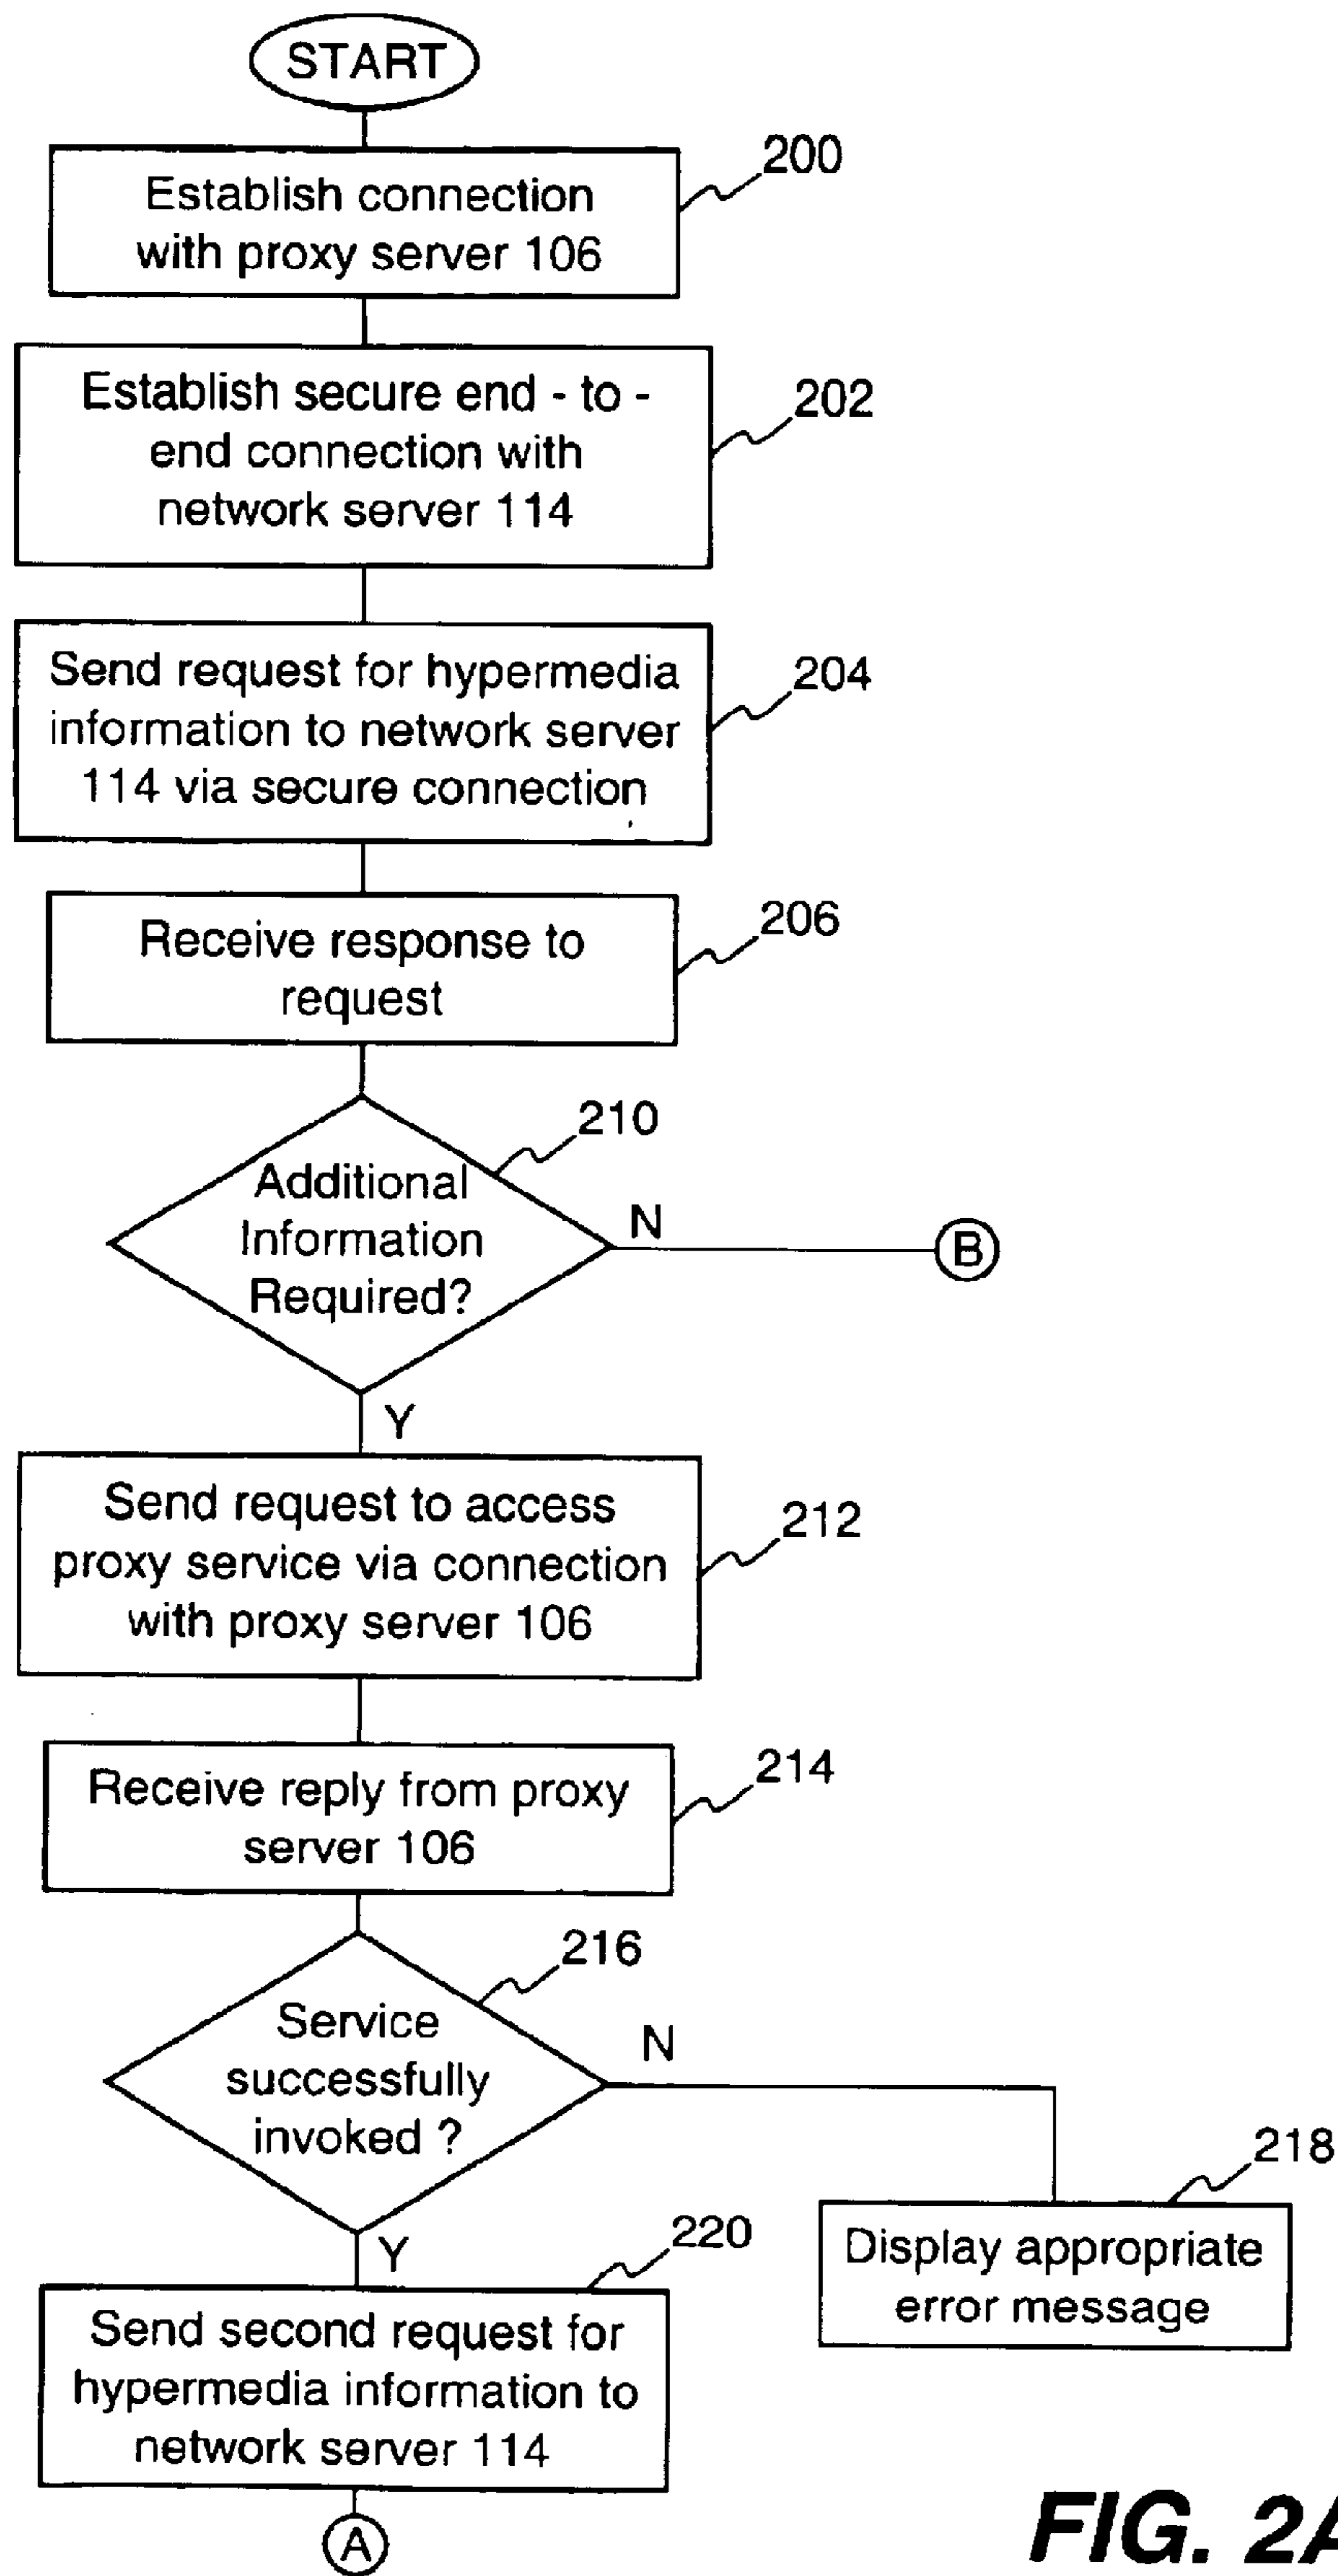 START
200
Establish connection
with proxy server 106
202
Establish secure end - to -
end connection with
network server 114
204
Send request for hypermedia
information to network server
114 via secure connection
206
Receive response to
request
210
Additional
Information
Required?
N
B
Y
212
Send request to access
proxy service via connection
with proxy server 106
214
Receive reply from proxy
server 106
216
Service
successfully
invoked ?
N
218
Display appropriate
error message
Y
220
Send second request for
hypermedia information to
network server 114
A
FIG. 2A